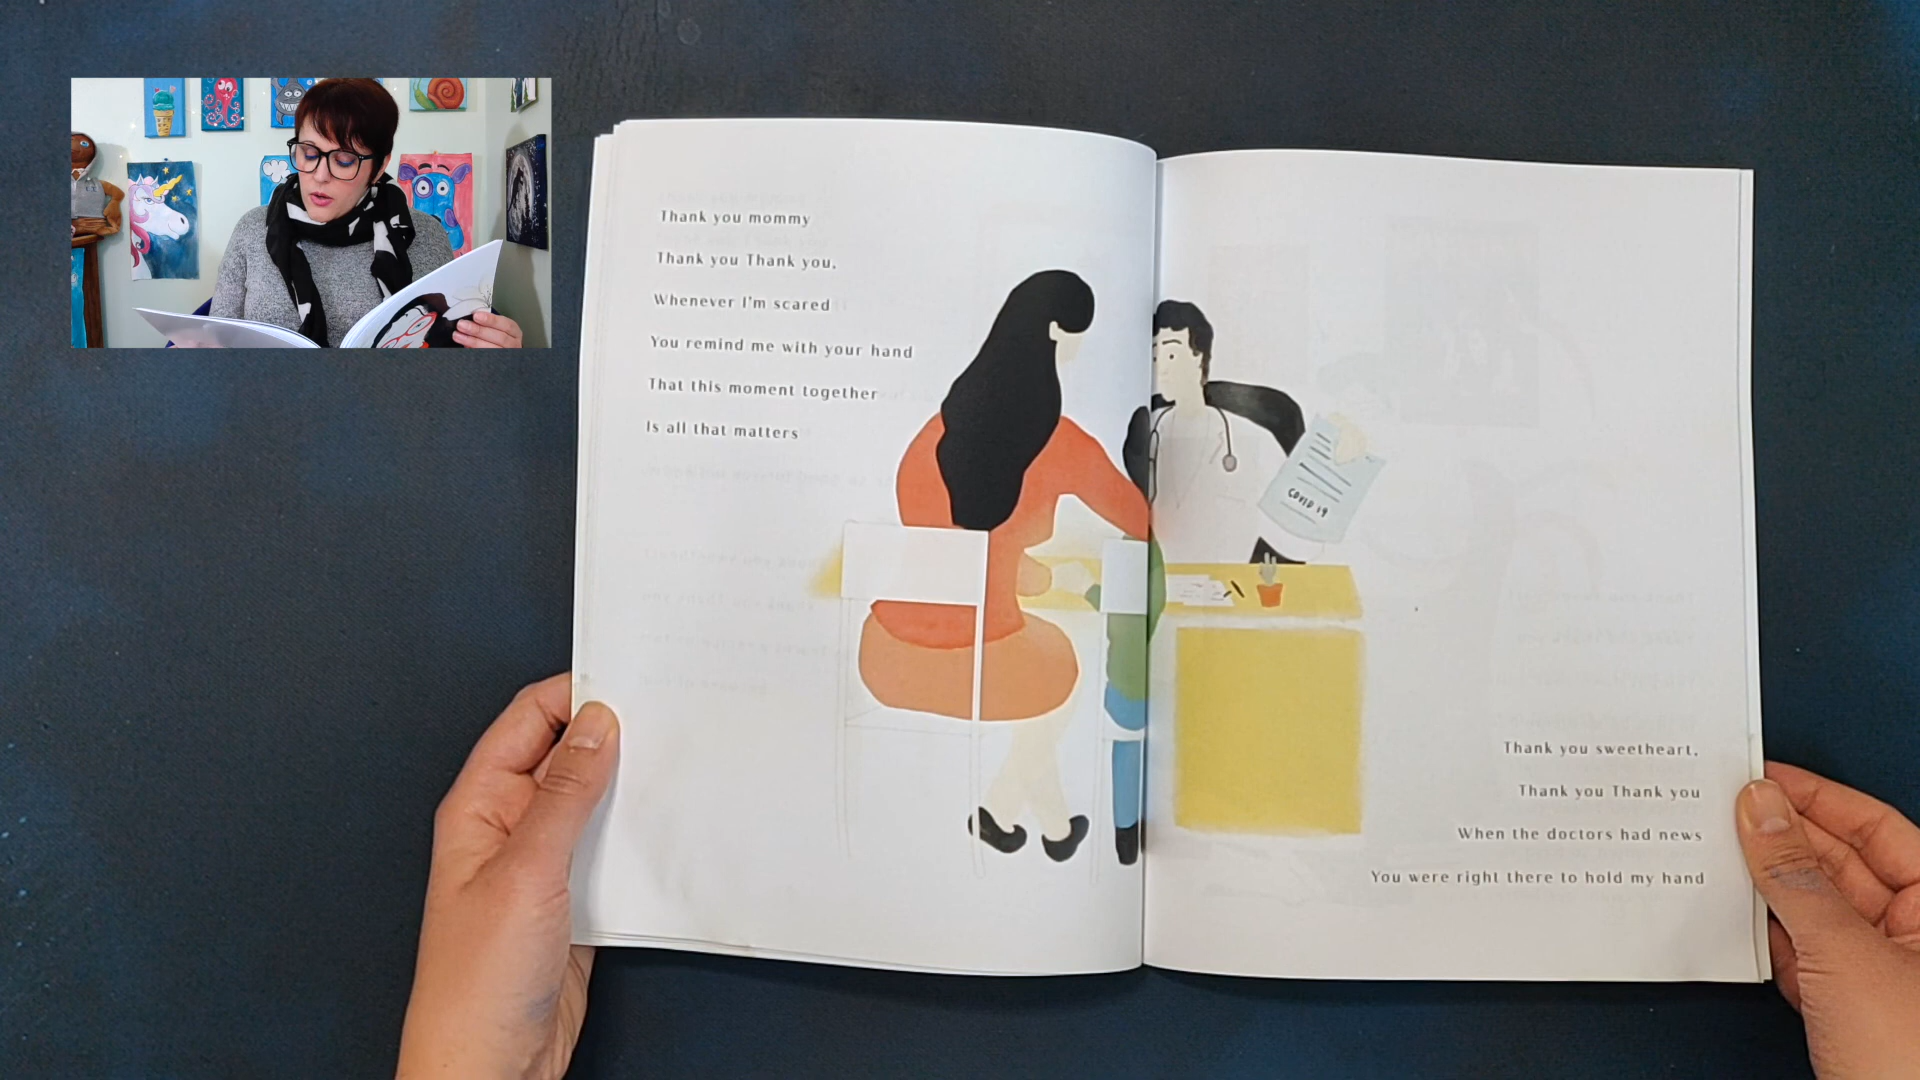 Thank you mommy
Thank you Thank you,
Whenever I'm scared
You remind me with your hand
That this moment together
Is all that matters
COVID 19
Thank you sweetheart,
Thank you Thank you
When the doctors had news
You were right there to hold my hand